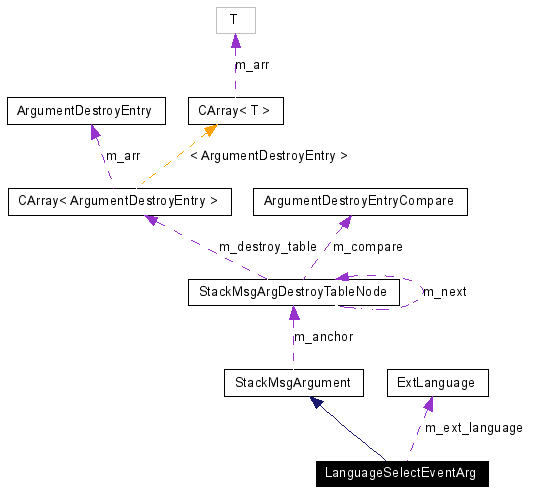 T
m_arr
ArgumentDestroyEntry
CArray< T >
m_arr
< ArgumentDestroyEntry >
CArray< ArgumentDestroyEntry >
ArgumentDestroyEntryCompare
m_destroy_table
m_compare
StackMsgArgDestroyTableNode
m_next
m_anchor
StackMsgArgument
ExtLanguage
m_ext_language
LanguageSelectEventArg